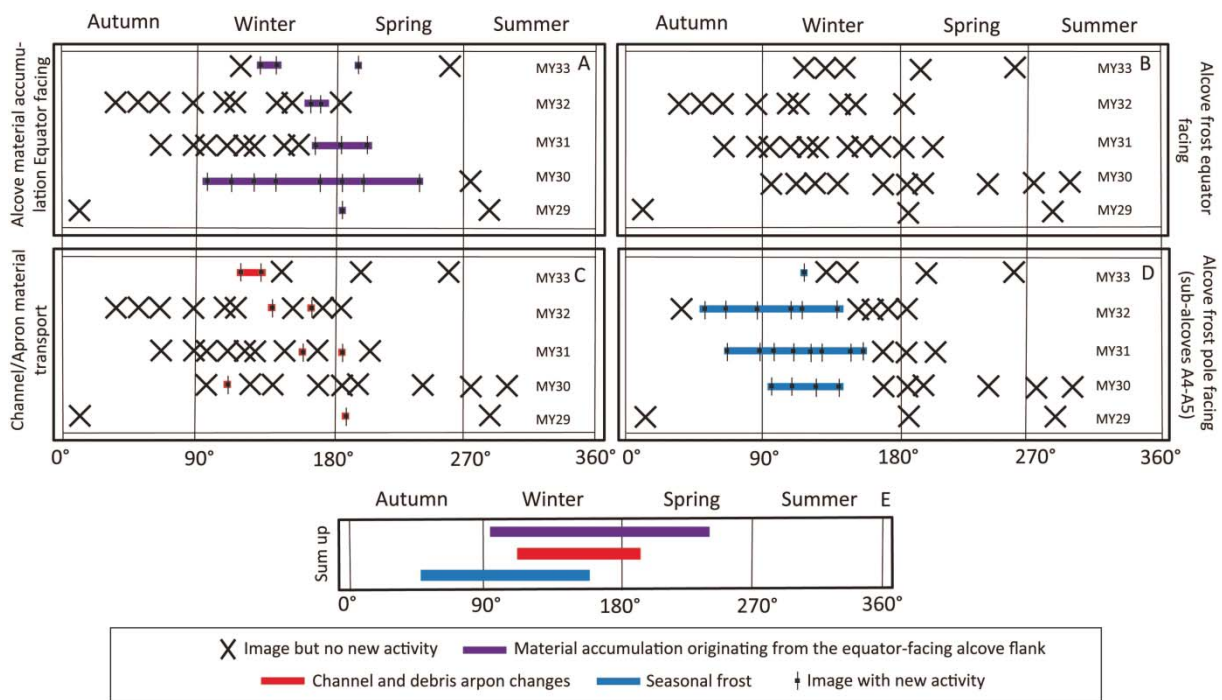 Autumn Winter Spring Summer
Autumn Winter Spring Summer
Alcove material accumu-
lation Equator facing
A
MY33
MY32
MY31
MY30
MY29
B
MY33
MY32
MY31
MY30
MY29
Alcove frost equator
facing
Channel/Apron material
transport
C
MY33
MY32
MY31
MY30
MY29
D
MY33
MY32
MY31
MY30
MY29
Alcove frost pole facing
(sub-alcoves A4-A5)
0° 90° 180° 270° 360°
0° 90° 180° 270° 360°
Autumn Winter Spring Summer E
Sum up
0° 90° 180° 270° 360°
Image but no new activity Material accumulation originating from the equator-facing alcove flank
Channel and debris arpon changes Seasonal frost Image with new activity